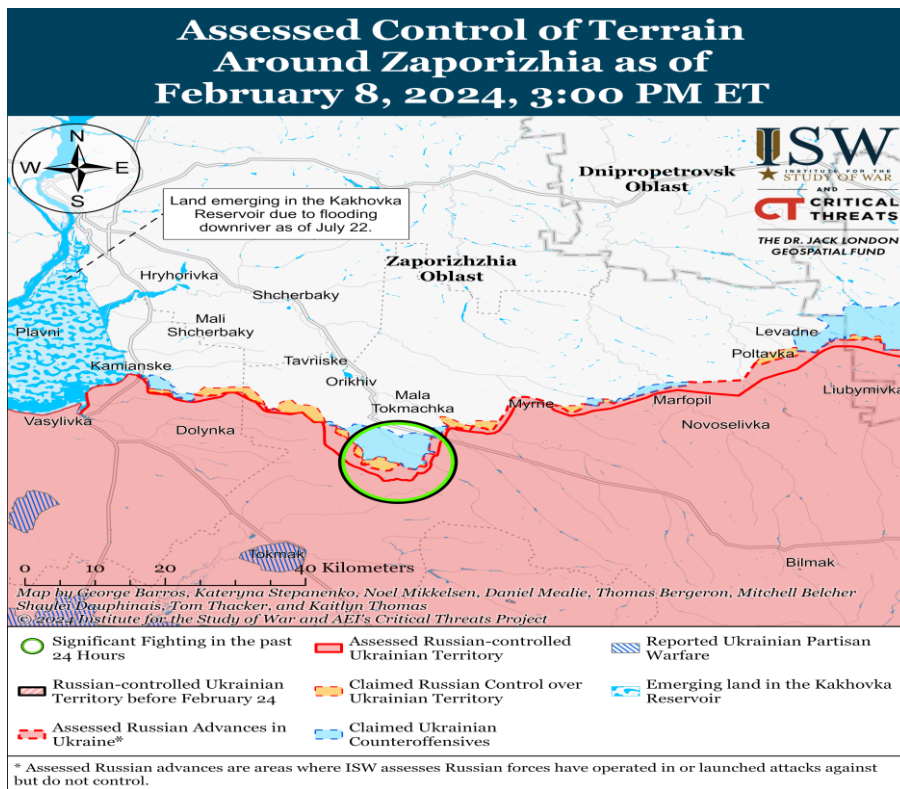 Assessed Control of Terrain
Around Zaporizhia as of
February 8, 2024, 3:00 PM ET
N
W E
S
Land emerging in the Kakhovka
Reservoir due to flooding
downriver as of July 22.
Dnipropetrovsk
Oblast
ISW
INSTITUTE FOR THE
STUDY OF WAR
AND
CT CRITICAL
THREATS
THE DR. JACK LONDON
GEOSPATIAL FUND
Zaporizhzhia
Oblast
Hryhorivka
Shcherbaky
Plavni
Mali
Shcherbaky
Levadne
Poltavka
Kamianske
Tavriiske
Orikhiv
Mala
Tokmachka
Myrne
Marfopil
Liubymivka
Vasylivka
Dolynka
Novoselivka
Tokmak
Bilmak
0 40 Kilometers
Map by George Barros, Kateryna Stepanenko, Noel Mikkelsen, Daniel Mealie, Thomas Bergeron, Mitchell Belcher
Shaylei Dauphinais, Tom Thacker, and Kaitlyn Thomas
© 2024 Institute for the Study of War and AEI's Critical Threats Project
Significant Fighting in the past
24 Hours
Assessed Russian-controlled
Ukrainian Territory
Reported Ukrainian Partisan
Warfare
Russian-controlled Ukrainian
Territory before February 24
Claimed Russian Control over
Ukrainian Territory
Emerging land in the Kakhovka
Reservoir
Assessed Russian Advances in
Ukraine*
Claimed Ukrainian
Counteroffensives
* Assessed Russian advances are areas where ISW assesses Russian forces have operated in or launched attacks against
but do not control.